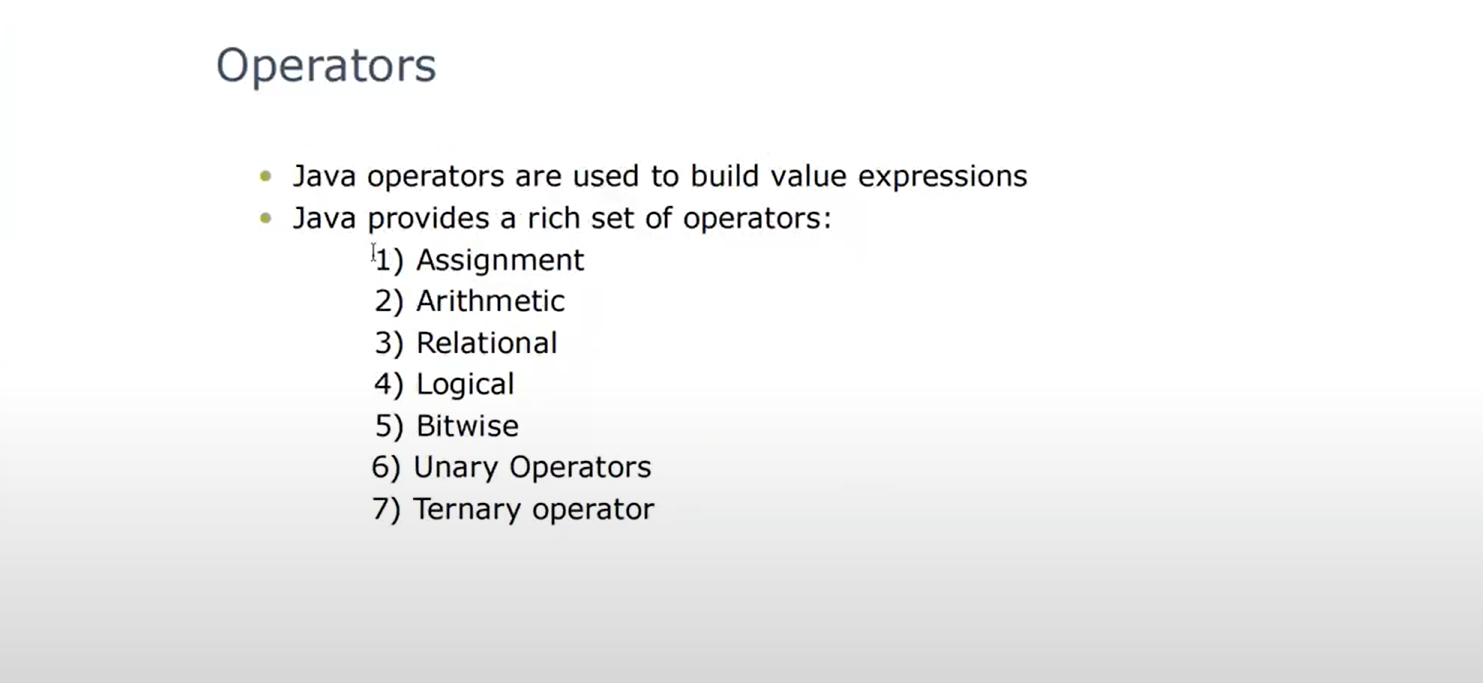 Operators
• Java operators are used to build value expressions
• Java provides a rich set of operators:
1) Assignment
2) Arithmetic
3) Relational
4) Logical
5) Bitwise
6) Unary Operators
7) Ternary operator